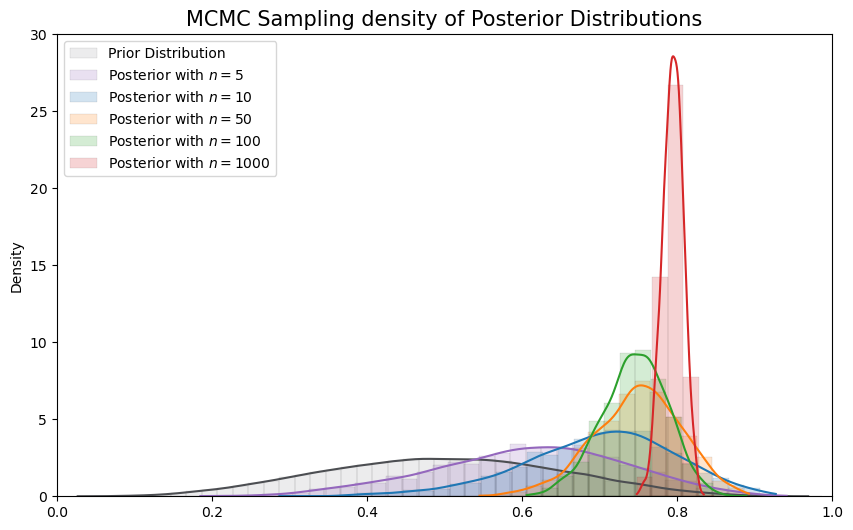 MCMC Sampling density of Posterior Distributions
Prior Distribution
Posterior with n = 5
Posterior with n = 10
Posterior with n = 50
Posterior with n = 100
Posterior with n = 1000
Density
30
25
20
15
10
5
0
0.0 0.2 0.4 0.6 0.8 1.0